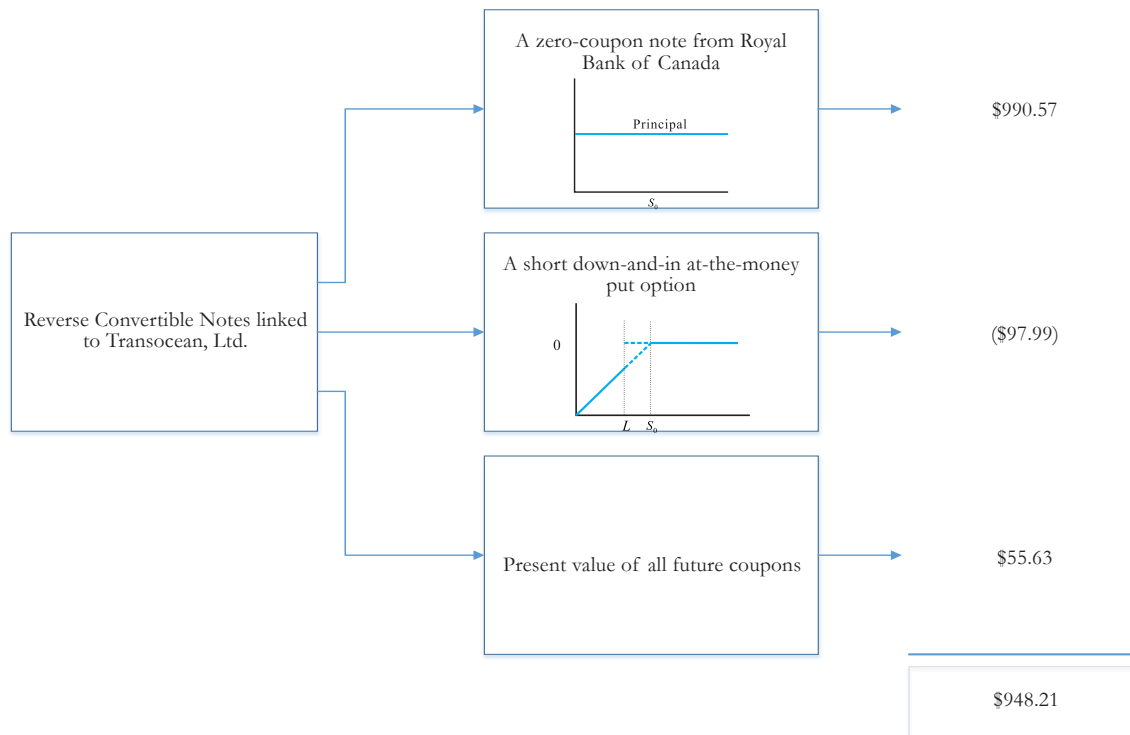 A zero-coupon note from Royal
Bank of Canada
Principal
S₀
$990.57
Reverse Convertible Notes linked
to Transocean, Ltd.
A short down-and-in at-the-money
put option
0
L S₀
($97.99)
Present value of all future coupons
$55.63
$948.21